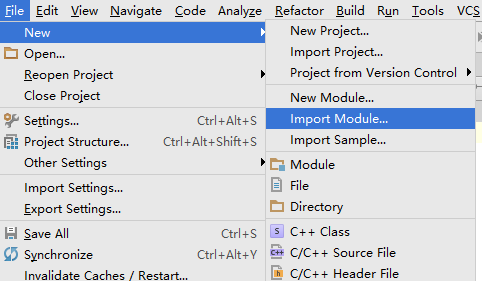 File Edit View Navigate Code Analyze Refactor Build Run Tools VCS
New
Open...
Reopen Project
Close Project
Settings... Ctrl+Alt+S
Project Structure... Ctrl+Alt+Shift+S
Other Settings
Import Settings...
Export Settings...
Save All Ctrl+S
Synchronize Ctrl+Alt+Y
Invalidate Caches / Restart...
New Project...
Import Project...
Project from Version Control
New Module...
Import Module...
Import Sample...
Module
File
Directory
S C++ Class
C++ C/C++ Source File
h C/C++ Header File